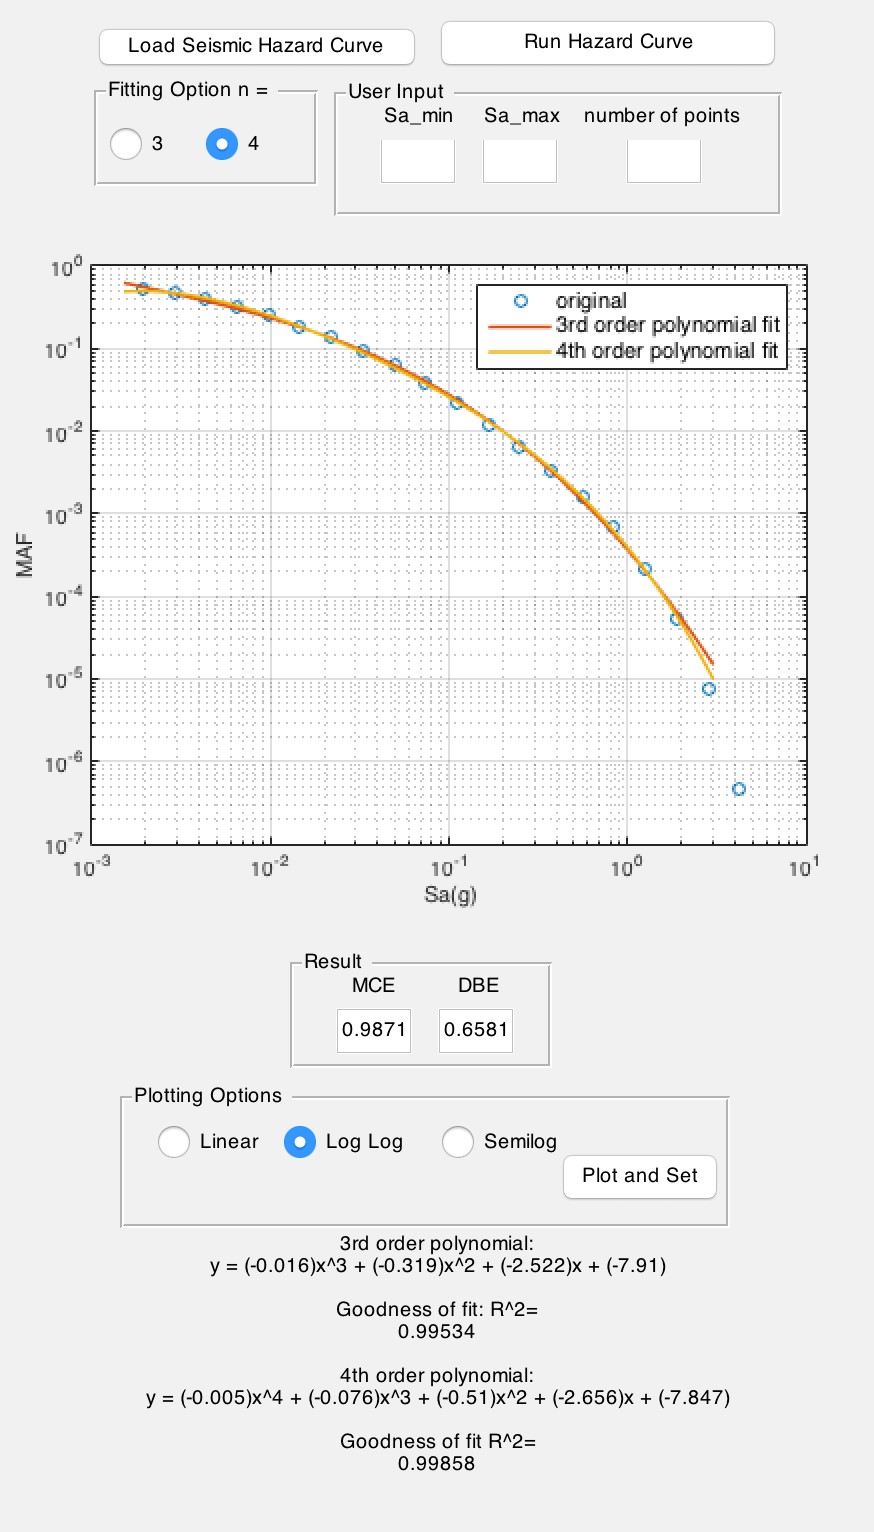 Load Seismic Hazard Curve
Run Hazard Curve
Fitting Option n =
3
4
User Input
Sa_min
Sa_max
number of points
10^0
10^-1
10^-2
10^-3
10^-4
10^-5
10^-6
10^-7
MAF
original
3rd order polynomial fit
4th order polynomial fit
10^-3
10^-2
10^-1
10^0
10^1
Sa(g)
Result
MCE
DBE
0.9871
0.6581
Plotting Options
Linear
Log Log
Semilog
Plot and Set
3rd order polynomial:
y = (-0.016)x^3 + (-0.319)x^2 + (-2.522)x + (-7.91)
Goodness of fit: R^2=
0.99534
4th order polynomial:
y = (-0.005)x^4 + (-0.076)x^3 + (-0.51)x^2 + (-2.656)x + (-7.847)
Goodness of fit R^2=
0.99858